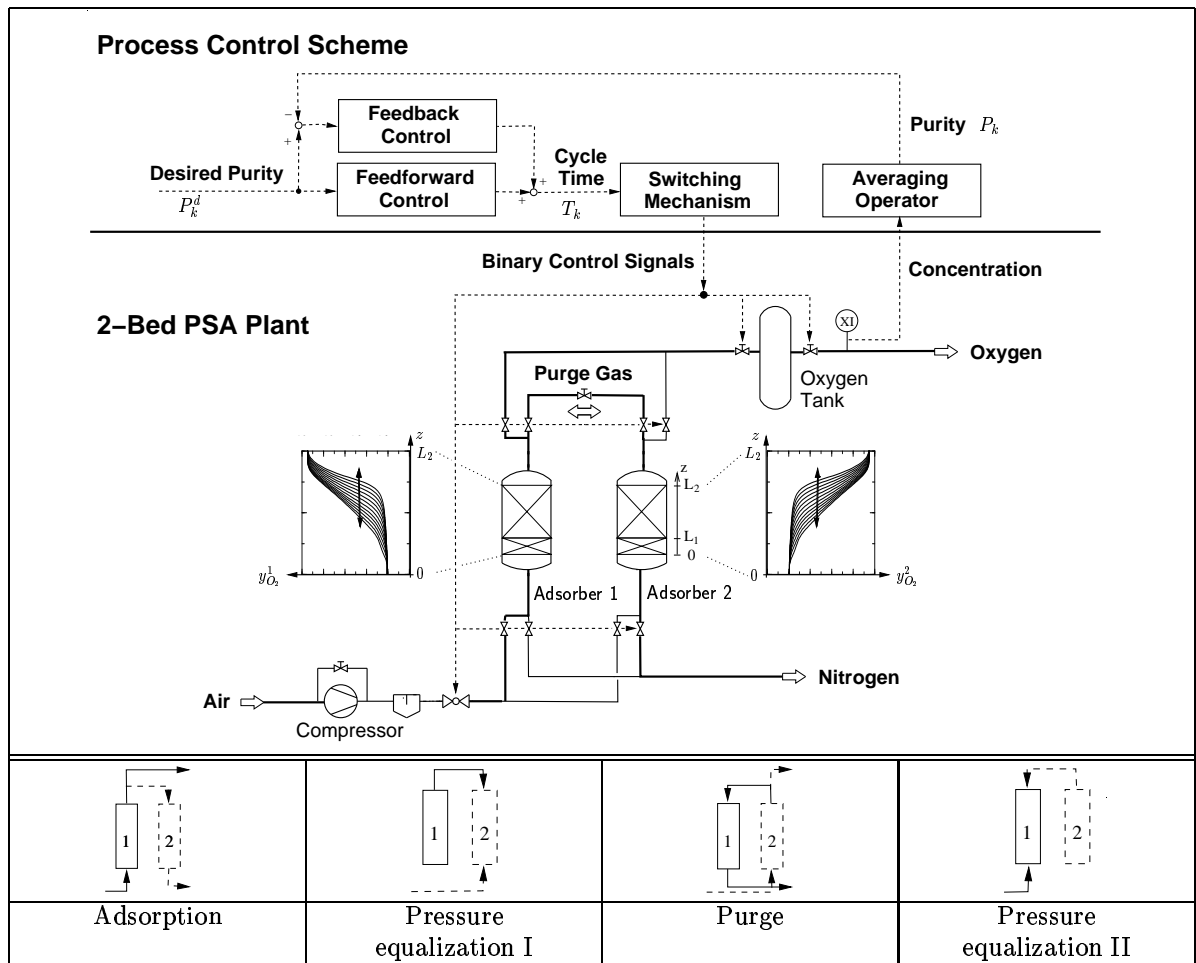 Process Control Scheme
Feedback
Control
−
+
Desired Purity
P_k^d
Feedforward
Control
+
+
Cycle
Time
T_k
Switching
Mechanism
Averaging
Operator
Purity P_k
Binary Control Signals
Concentration
2−Bed PSA Plant
XI
Oxygen
Oxygen
Tank
Purge Gas
z
L_2
0
y_{O_2}^1
z
L_2
L_1
0
z
L_2
0
y_{O_2}^2
Adsorber 1
Adsorber 2
Air
Compressor
Nitrogen
1 2
Adsorption
1 2
Pressure
equalization I
1 2
Purge
1 2
Pressure
equalization II